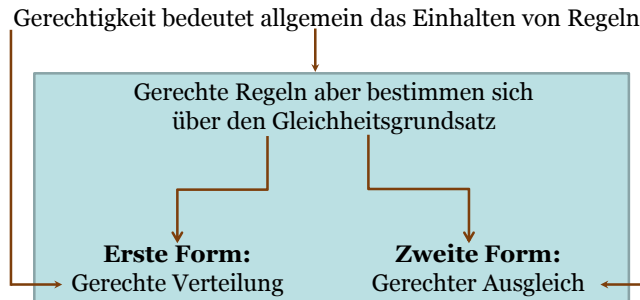 Gerechtigkeit bedeutet allgemein das Einhalten von Regeln
Gerechte Regeln aber bestimmen sich
über den Gleichheitsgrundsatz
Erste Form:
Gerechte Verteilung
Zweite Form:
Gerechter Ausgleich